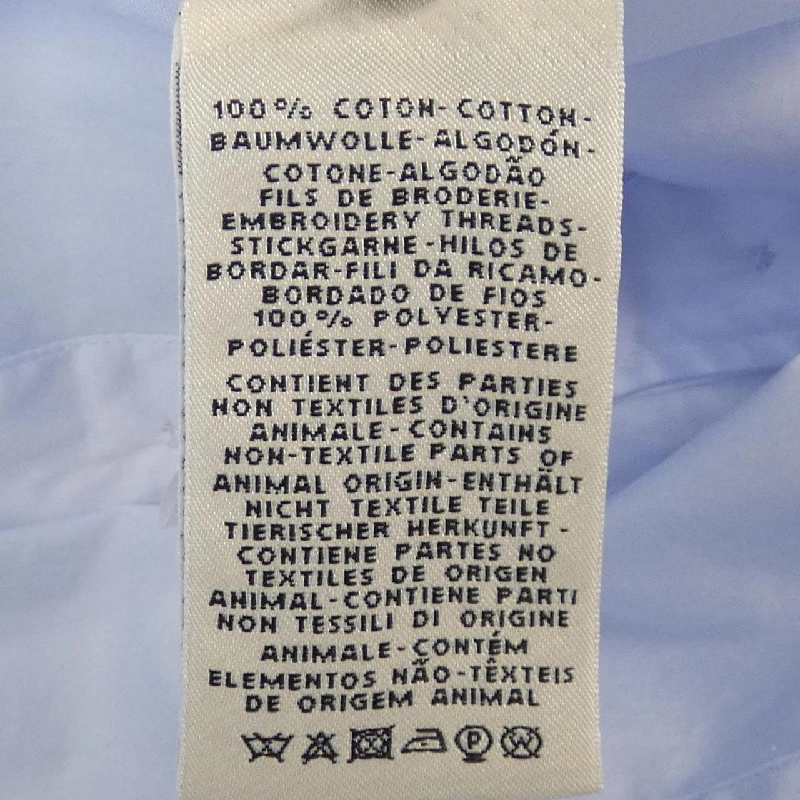 100% COTON-COTTON-
BAUMWOLLE-ALGODÓN-
COTONE-ALGODÃO
FILS DE BRODERIE-
EMBROIDERY THREADS-
STICKGARNE-HILOS DE
BORDAR-FILI DA RICAMO-
BORDADO DE FIOS
100% POLYESTER-
POLIÉSTER-POLIESTERE
CONTIENT DES PARTIES
NON TEXTILES D'ORIGINE
ANIMALE-CONTAINS
NON-TEXTILE PARTS OF
ANIMAL ORIGIN-ENTHÄLT
NICHT TEXTILE TEILE
TIERISCHER HERKUNFT-
CONTIENE PARTES NO
TEXTILES DE ORIGEN
ANIMAL-CONTIENE PARTI
NON TESSILI DI ORIGINE
ANIMALE-CONTÉM
ELEMENTOS NÃO-TÊXTEIS
DE ORIGEM ANIMAL
P W